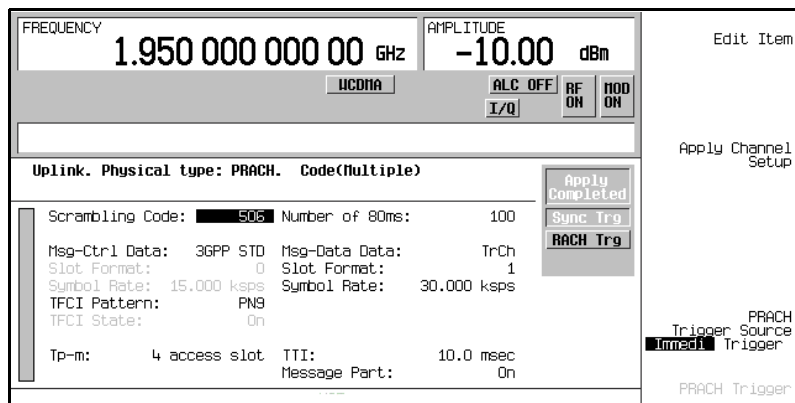 FREQUENCY
1.950 000 000 00 GHz
AMPLITUDE
-10.00 dBm
WCDMA
ALC OFF
I/Q
RF ON
MOD ON
Edit Item
Apply Channel
Setup
Uplink. Physical type: PRACH. Code(Multiple)
Apply
Completed
Sync Trg
RACH Trg
Scrambling Code: 506 Number of 80ms: 100
Msg-Ctrl Data: 3GPP STD Msg-Data Data: TrCh
Slot Format: 0 Slot Format: 1
Symbol Rate: 15.000 ksps Symbol Rate: 30.000 ksps
TFCI Pattern: PN9
TFCI State: On
Tp-m: 4 access slot TTI: 10.0 msec
Message Part: On
PRACH
Trigger Source
Immedi Trigger
PRACH Trigger